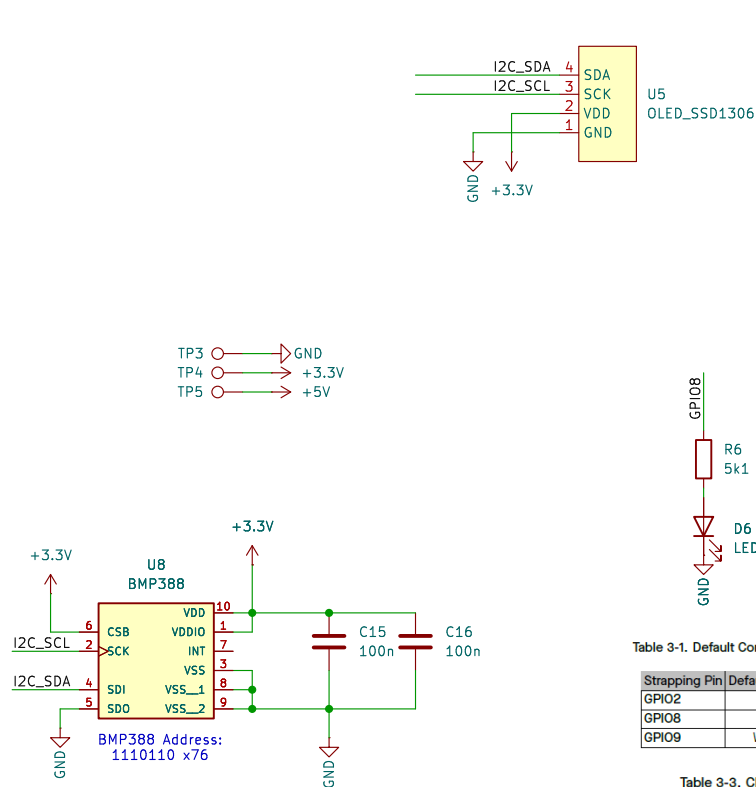 I2C_SDA 4 SDA
I2C_SCL 3 SCK
2 VDD
1 GND
U5
OLED_SSD1306
GND
+3.3V
TP3 GND
TP4 +3.3V
TP5 +5V
GPIO8
R6
5k1
D6
LED
GND
+3.3V
+3.3V
U8
BMP388
6 CSB
I2C_SCL 2 SCK
I2C_SDA 4 SDI
5 SDO
VDD 10
VDDIO 1
INT 7
VSS 3
VSS__1 8
VSS__2 9
C15
100n
C16
100n
GND
GND
BMP388 Address:
1110110 x76
Table 3-1. Default Co
Strapping Pin Defa
GPIO2
GPIO8
GPIO9
Table 3-3. C